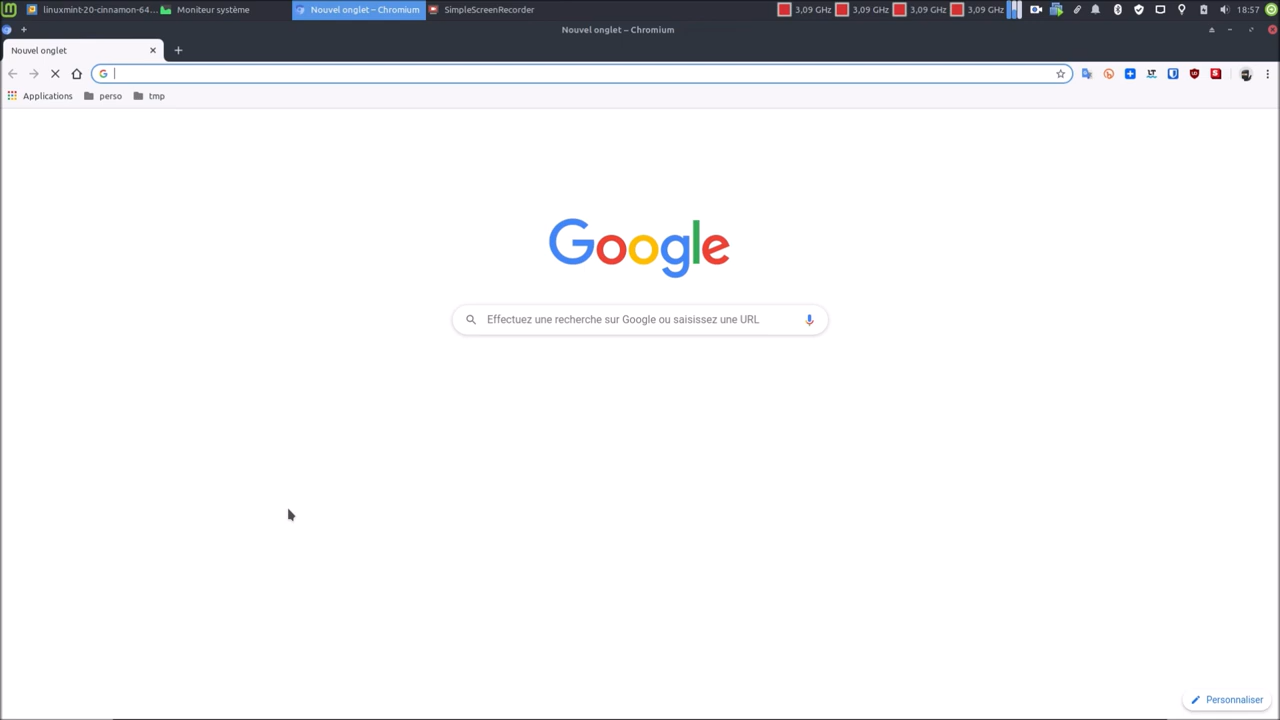 linuxmint-20-cinnamon-64... Moniteur système Nouvel onglet – Chromium SimpleScreenRecorder 3,09 GHz 3,09 GHz 3,09 GHz 3,09 GHz 18:57
Nouvel onglet – Chromium
Nouvel onglet
Applications perso tmp
Google
Effectuez une recherche sur Google ou saisissez une URL
Personnaliser